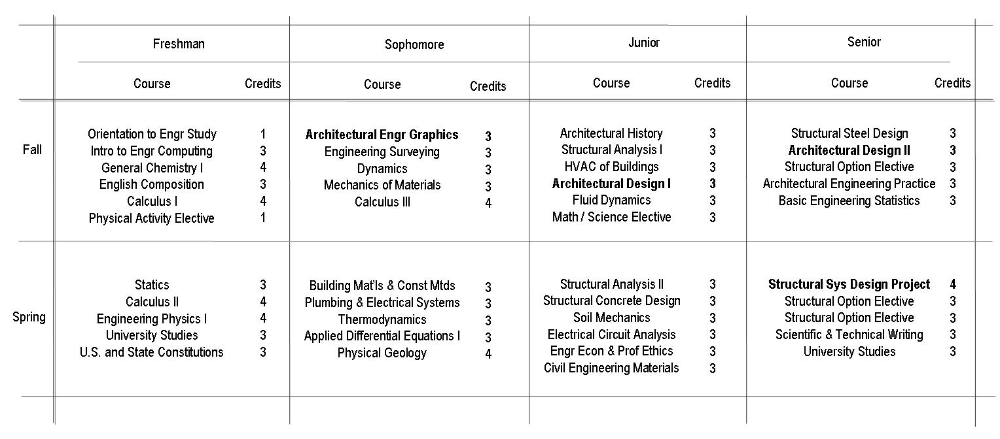 Freshman Sophomore Junior Senior
Course Credits Course Credits Course Credits Course Credits
Fall
Orientation to Engr Study 1
Intro to Engr Computing 3
General Chemistry I 4
English Composition 3
Calculus I 4
Physical Activity Elective 1
Architectural Engr Graphics 3
Engineering Surveying 3
Dynamics 3
Mechanics of Materials 3
Calculus III 4
Architectural History 3
Structural Analysis I 3
HVAC of Buildings 3
Architectural Design I 3
Fluid Dynamics 3
Math / Science Elective 3
Structural Steel Design 3
Architectural Design II 3
Structural Option Elective 3
Architectural Engineering Practice 3
Basic Engineering Statistics 3
Spring
Statics 3
Calculus II 4
Engineering Physics I 4
University Studies 3
U.S. and State Constitutions 3
Building Mat'ls & Const Mtds 3
Plumbing & Electrical Systems 3
Thermodynamics 3
Applied Differential Equations I 3
Physical Geology 4
Structural Analysis II 3
Structural Concrete Design 3
Soil Mechanics 3
Electrical Circuit Analysis 3
Engr Econ & Prof Ethics 3
Civil Engineering Materials 3
Structural Sys Design Project 4
Structural Option Elective 3
Structural Option Elective 3
Scientific & Technical Writing 3
University Studies 3